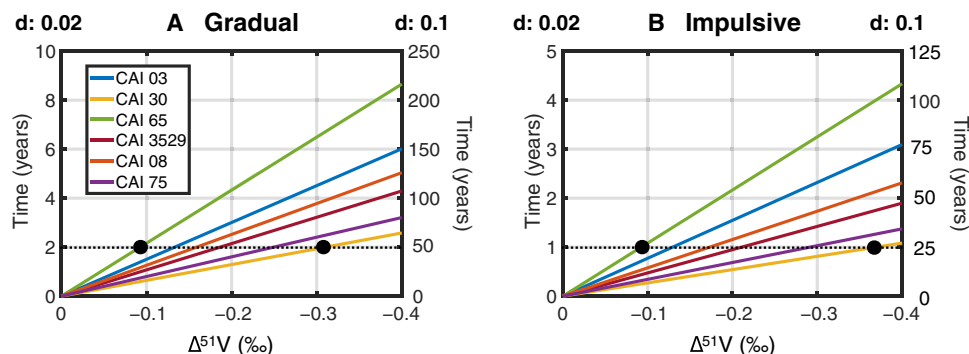 d: 0.02 A Gradual d: 0.1
10
8
6
4
2
0
Time (years)
CAI 03
CAI 30
CAI 65
CAI 3529
CAI 08
CAI 75
250
200
150
100
50
0
Time (years)
0 −0.1 −0.2 −0.3 −0.4
Δ⁵¹V (‰)
d: 0.02 B Impulsive d: 0.1
5
4
3
2
1
0
Time (years)
125
100
75
50
25
0
Time (years)
0 −0.1 −0.2 −0.3 −0.4
Δ⁵¹V (‰)